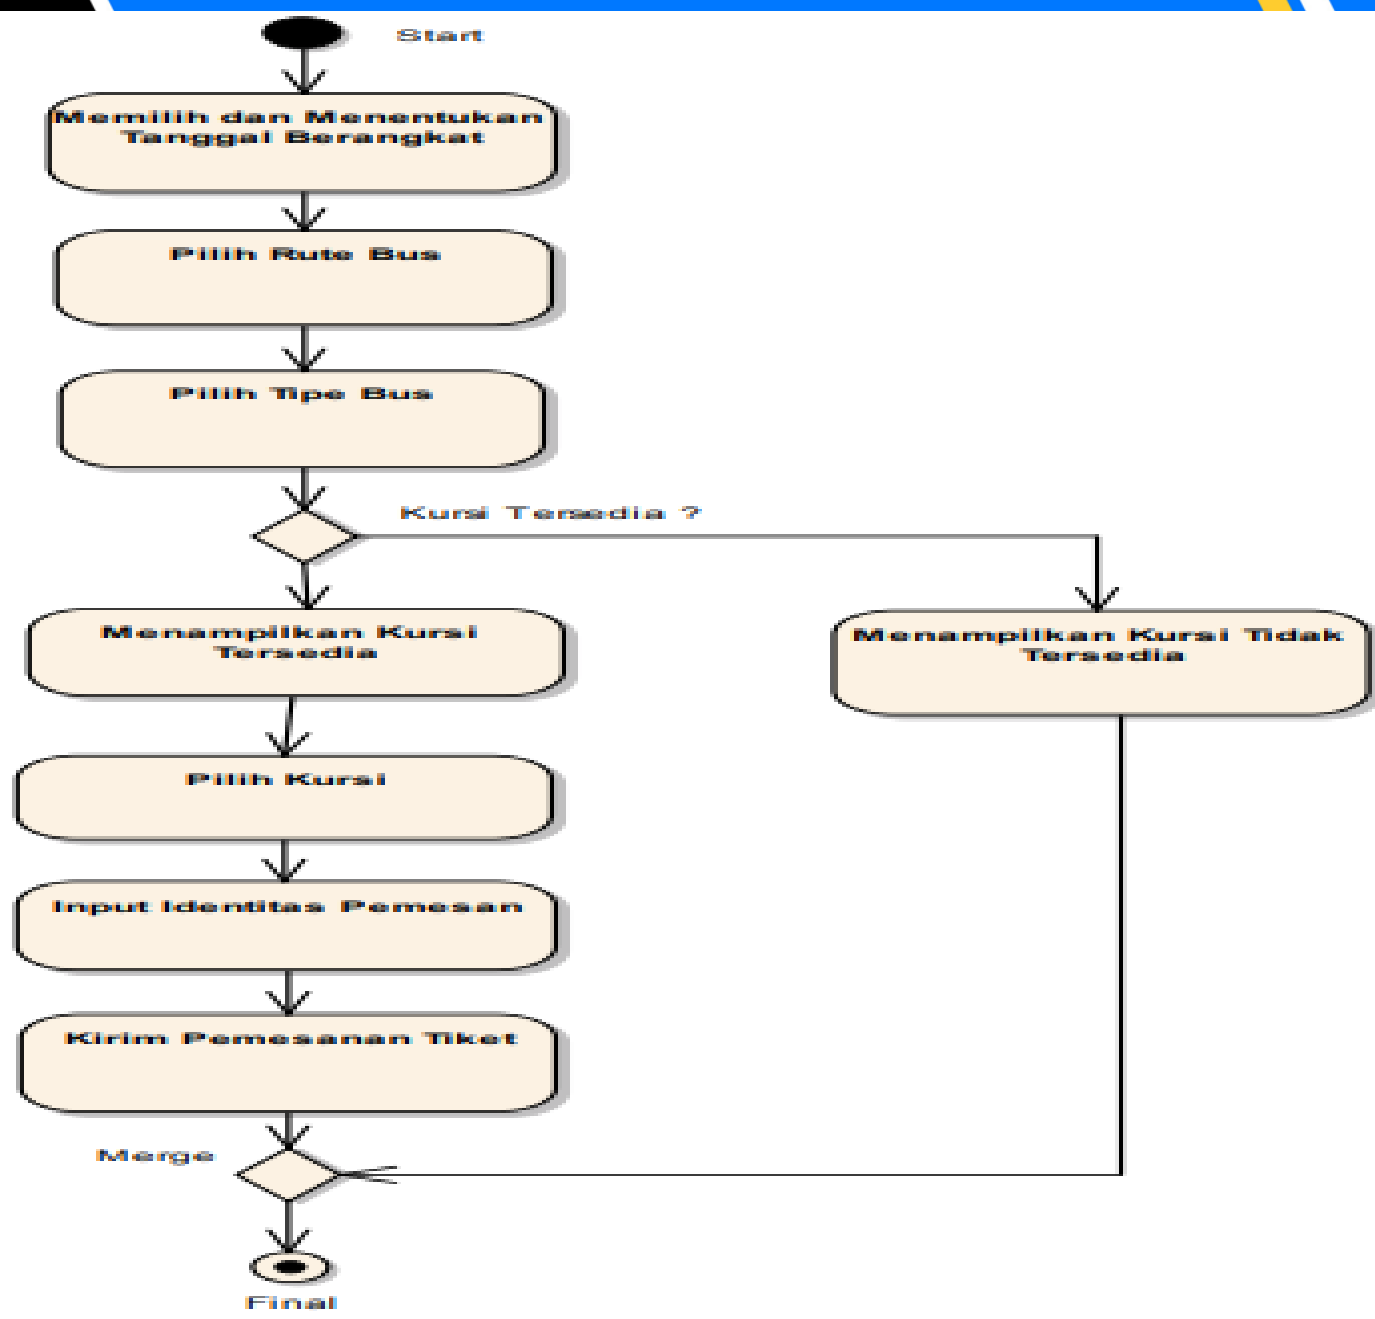 Start
Memilih dan Menentukan
Tanggal Berangkat
Pilih Rute Bus
Pilih Tipe Bus
Kursi Tersedia ?
Menampilkan Kursi
Tersedia
Menampilkan Kursi Tidak
Tersedia
Pilih Kursi
Input Identitas Pemesan
Kirim Pemesanan Tiket
Merge
Final